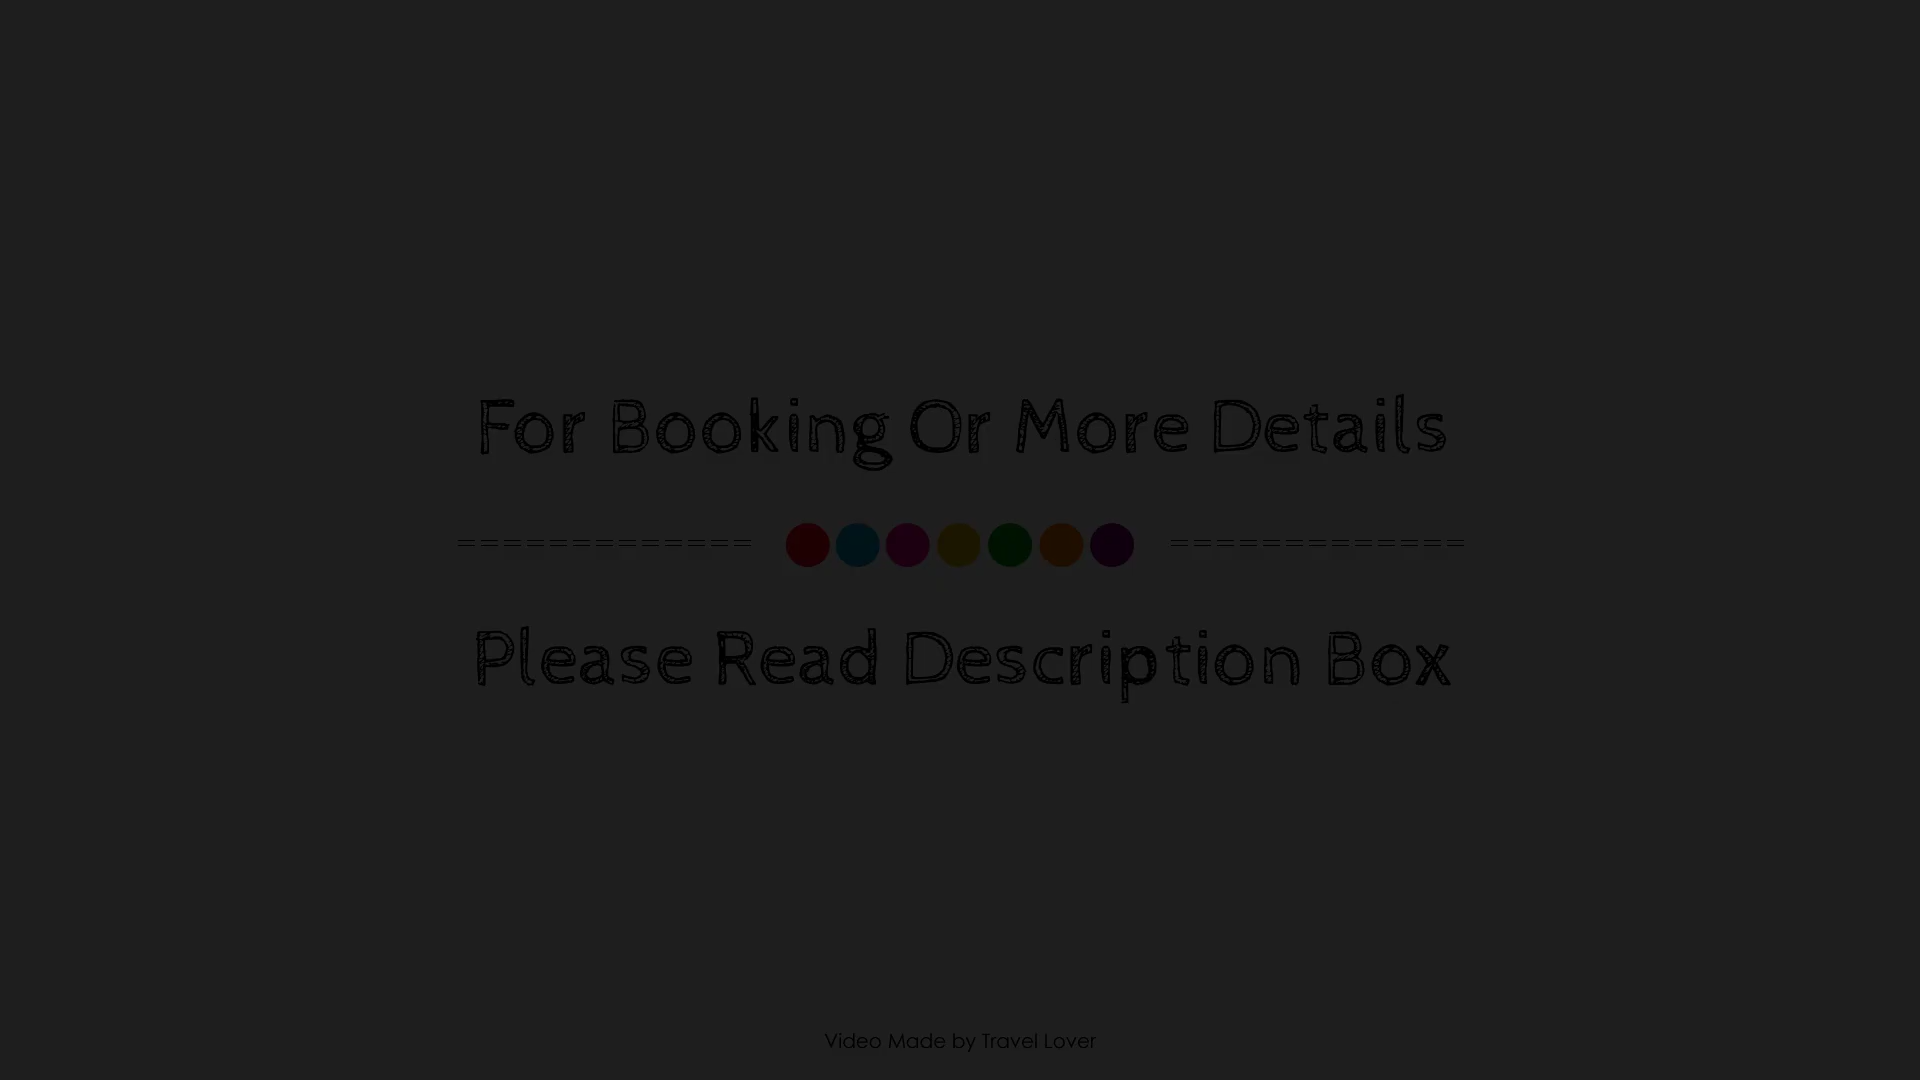 For Booking Or More Details
============= =============
Please Read Description Box
Video Made by Travel Lover